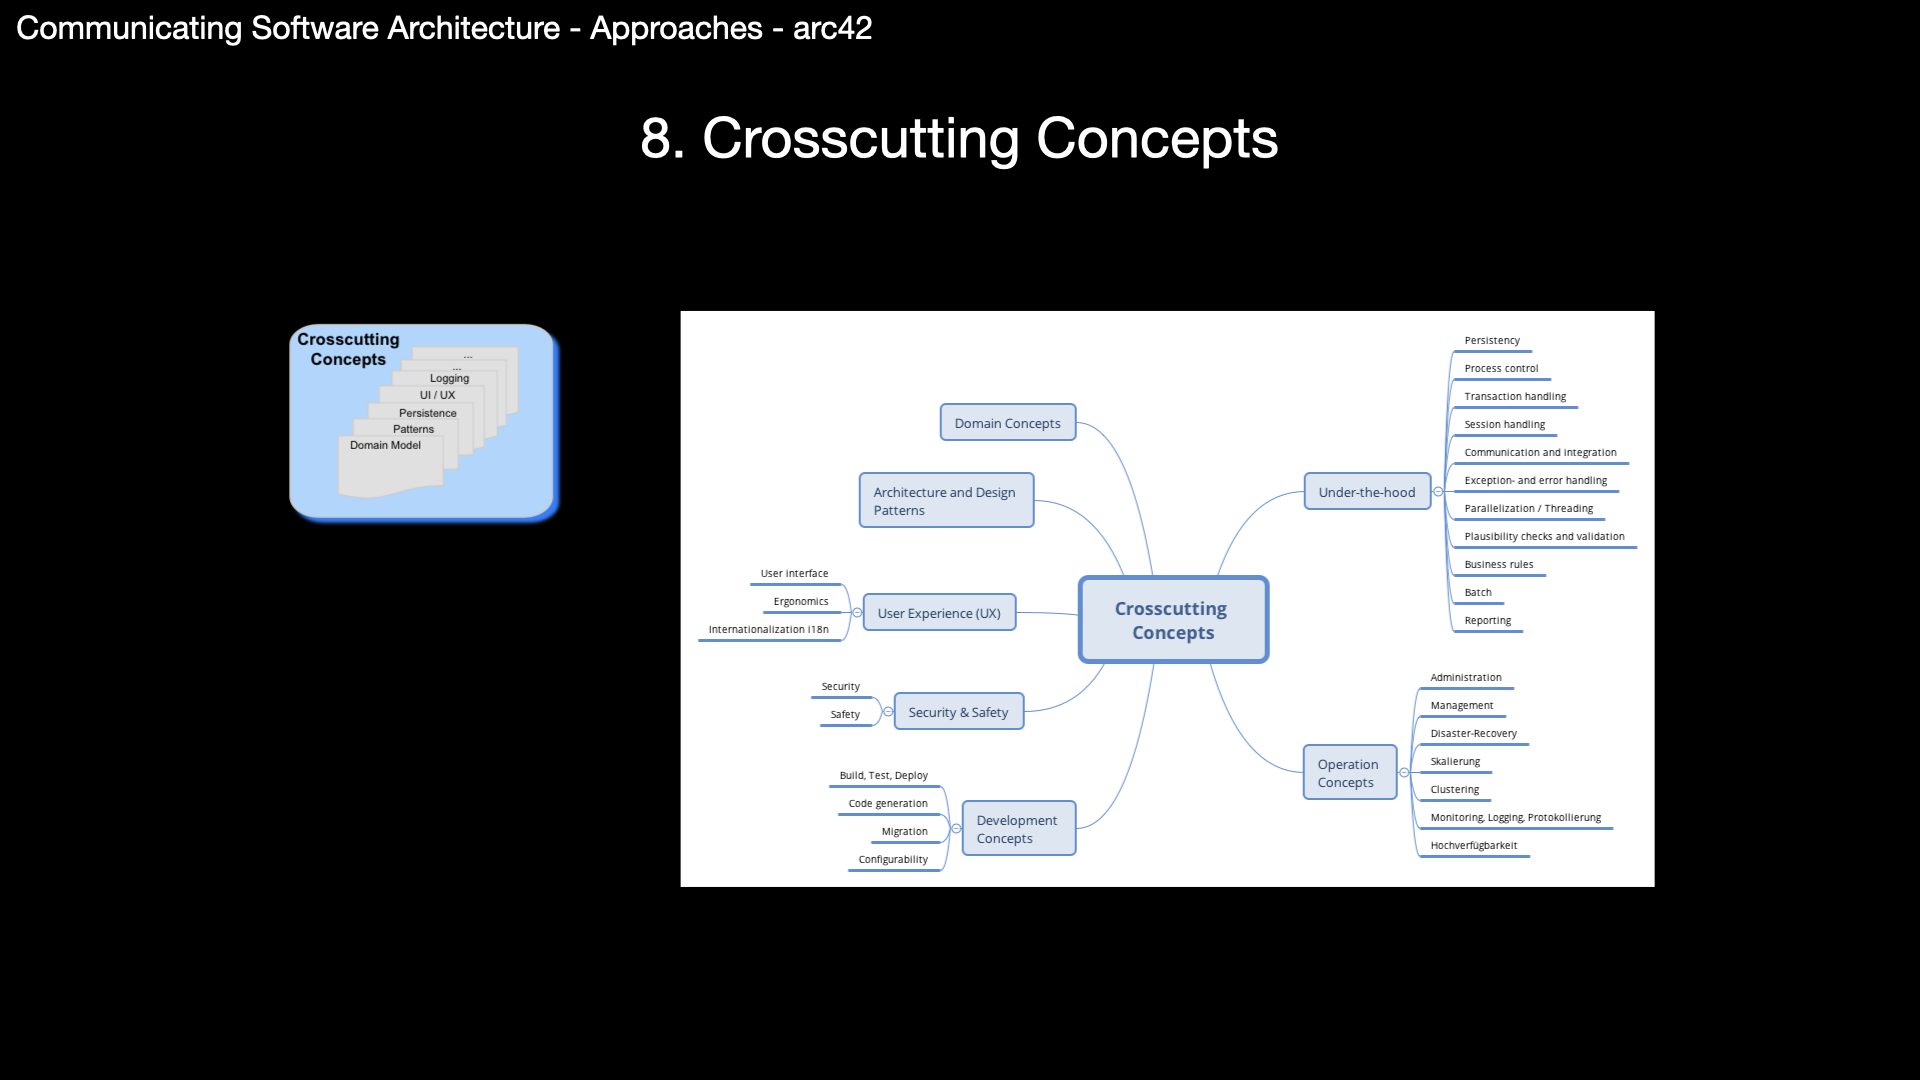 Communicating Software Architecture - Approaches - arc42
8. Crosscutting Concepts
Crosscutting
Concepts
...
...
Logging
UI / UX
Persistence
Patterns
Domain Model
Domain Concepts
Architecture and Design
Patterns
User interface
Ergonomics
Internationalization i18n
User Experience (UX)
Security
Safety
Security & Safety
Build, Test, Deploy
Code generation
Migration
Configurability
Development
Concepts
Crosscutting
Concepts
Under-the-hood
Persistency
Process control
Transaction handling
Session handling
Communication and integration
Exception- and error handling
Parallelization / Threading
Plausibility checks and validation
Business rules
Batch
Reporting
Operation
Concepts
Administration
Management
Disaster-Recovery
Skalierung
Clustering
Monitoring, Logging, Protokollierung
Hochverfügbarkeit